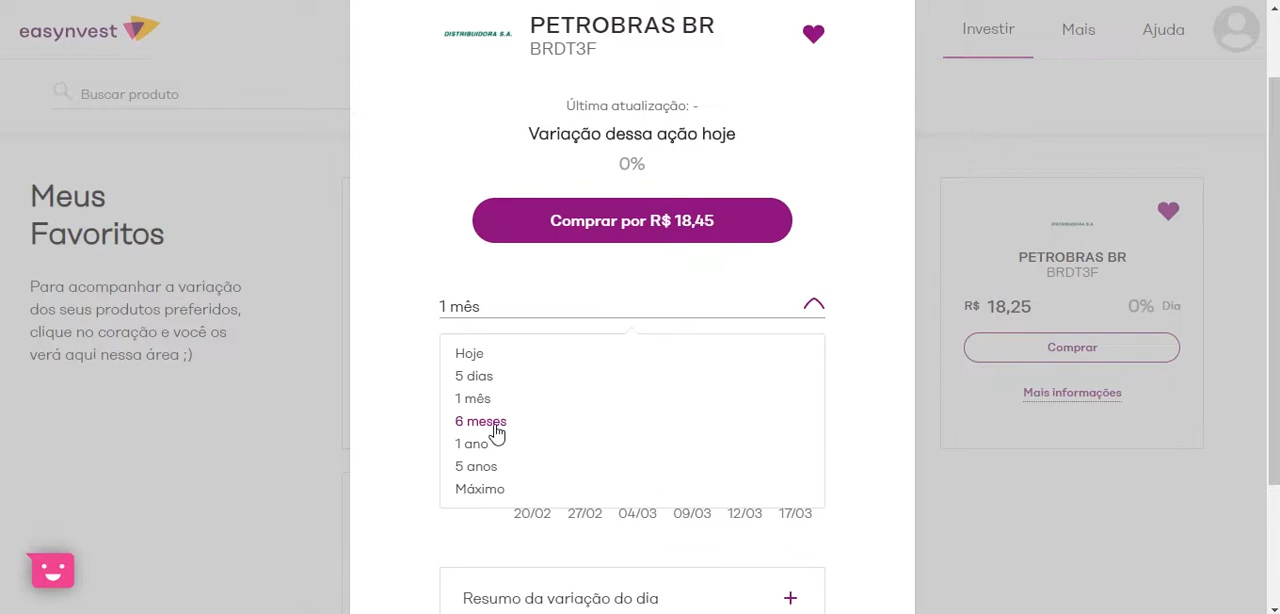 easynvest
Buscar produto
Meus
Favoritos
Para acompanhar a variação
dos seus produtos preferidos,
clique no coração e você os
verá aqui nessa área ;)
DISTRIBUIDORA S.A.
PETROBRAS BR
BRDT3F
Última atualização: -
Variação dessa ação hoje
0%
Comprar por R$ 18,45
1 mês
Hoje
5 dias
1 mês
6 meses
1 ano
5 anos
Máximo
20/02 27/02 04/03 09/03 12/03 17/03
Resumo da variação do dia +
Investir Mais Ajuda
DISTRIBUIDORA S.A.
PETROBRAS BR
BRDT3F
R$ 18,25 0% Dia
Comprar
Mais informações